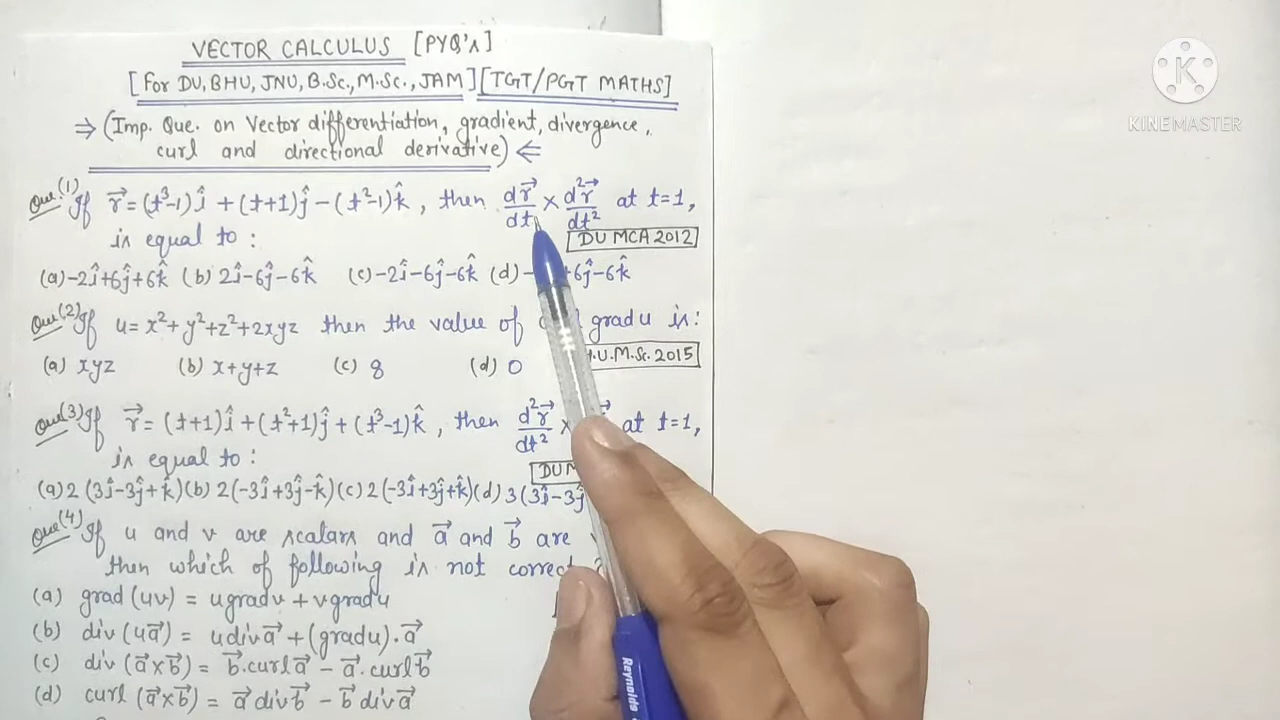 VECTOR CALCULUS [PYQ's]
[For DU, BHU, JNU, B.Sc., M.Sc., JAM] [TGT/PGT MATHS]
⇒ (Imp. Que. on Vector differentiation, gradient, divergence,
curl and directional derivative) ⇐
Que(1) If r⃗ = (t³-1)î + (t+1)ĵ - (t²-1)k̂, then dr⃗/dt × d²r⃗/dt² at t=1,
is equal to :
DU MCA 2012
(a) -2î+6ĵ+6k̂ (b) 2î-6ĵ-6k̂ (c) -2î-6ĵ-6k̂ (d) - +6ĵ-6k̂
Que(2) If u = x²+y²+z²+2xyz then the value of grad u is:
.U.M.Sc. 2015
(a) xyz (b) x+y+z (c) 8 (d) 0
Que(3) If r⃗ = (t+1)î + (t²+1)ĵ + (t³-1)k̂, then d²r⃗/dt² × at t=1,
is equal to :
DU
(a) 2(3î-3ĵ+k̂) (b) 2(-3î+3ĵ-k̂) (c) 2(-3î+3ĵ+k̂) (d) 3(3î-3ĵ
Que(4) If u and v are scalars and a⃗ and b⃗ are
then which of following is not correct
(a) grad (uv) = u grad v + v grad u
(b) div (ua⃗) = u div a⃗ + (grad u). a⃗
(c) div (a⃗×b⃗) = b⃗. curl a⃗ - a⃗. curl b⃗
(d) curl (a⃗×b⃗) = a⃗ div b⃗ - b⃗ div a⃗
K
KINEMASTER
Reynolds